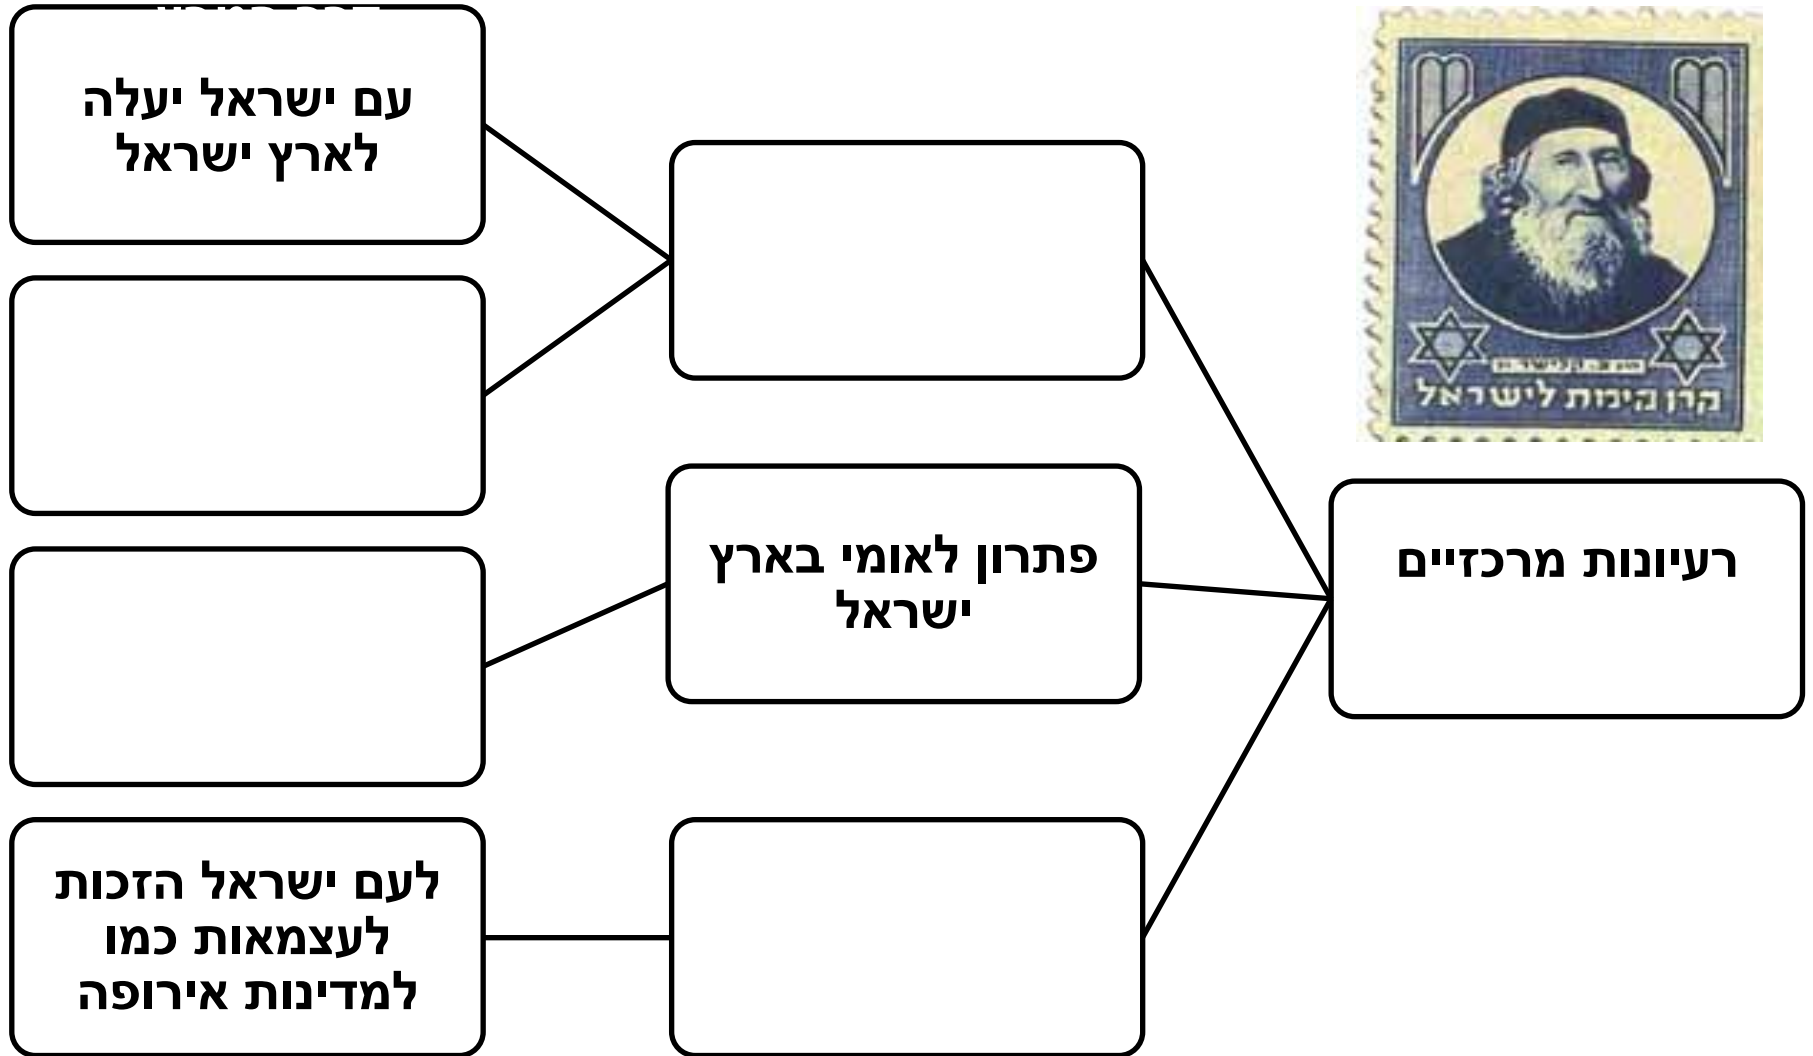 עם ישראל יעלה
לארץ ישראל
קרן קימת לישראל
פתרון לאומי בארץ
ישראל
רעיונות מרכזיים
לעם ישראל הזכות
לעצמאות כמו
למדינות אירופה